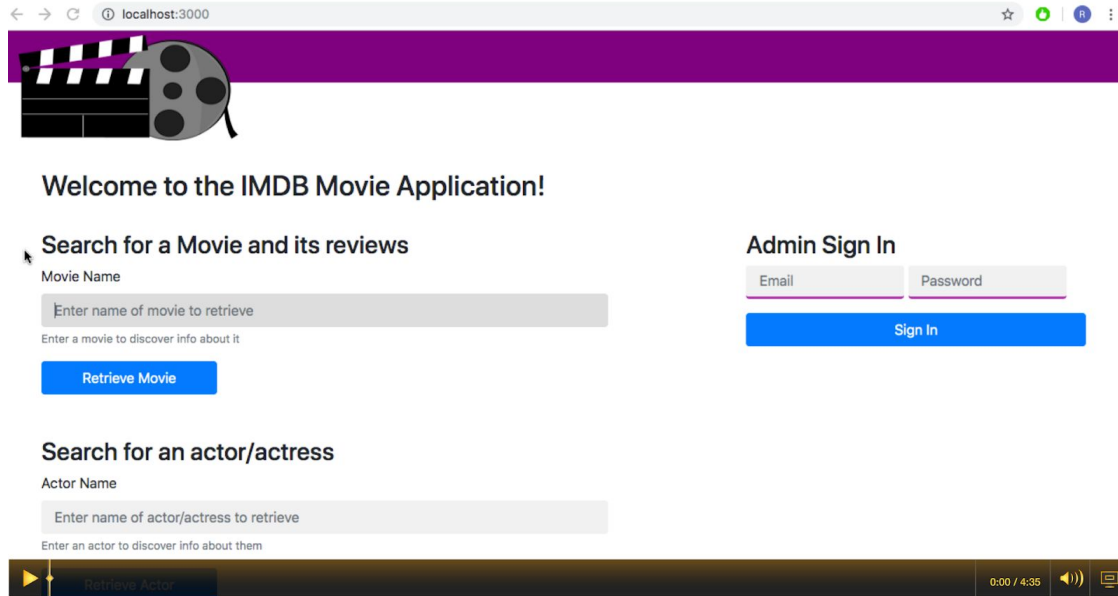 localhost:3000
R
Welcome to the IMDB Movie Application!
Search for a Movie and its reviews
Movie Name
Enter name of movie to retrieve
Enter a movie to discover info about it
Retrieve Movie
Admin Sign In
Email
Password
Sign In
Search for an actor/actress
Actor Name
Enter name of actor/actress to retrieve
Enter an actor to discover info about them
Retrieve Actor
0:00 / 4:35